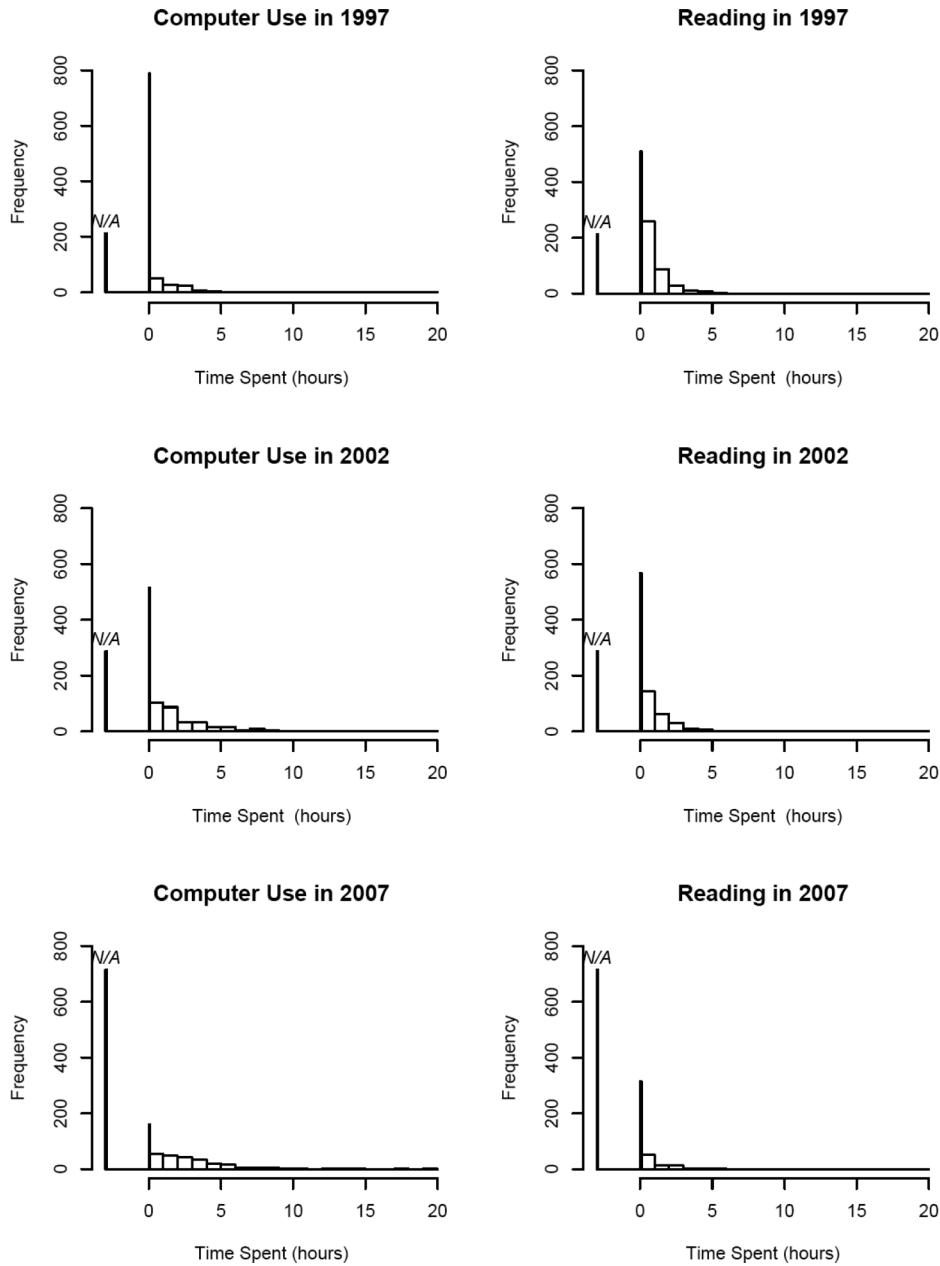 Computer Use in 1997
Frequency
0 200 400 600 800
N/A
0 5 10 15 20
Time Spent (hours)
Reading in 1997
Frequency
0 200 400 600 800
N/A
0 5 10 15 20
Time Spent (hours)
Computer Use in 2002
Frequency
0 200 400 600 800
N/A
0 5 10 15 20
Time Spent (hours)
Reading in 2002
Frequency
0 200 400 600 800
N/A
0 5 10 15 20
Time Spent (hours)
Computer Use in 2007
Frequency
0 200 400 600 800
N/A
0 5 10 15 20
Time Spent (hours)
Reading in 2007
Frequency
0 200 400 600 800
N/A
0 5 10 15 20
Time Spent (hours)